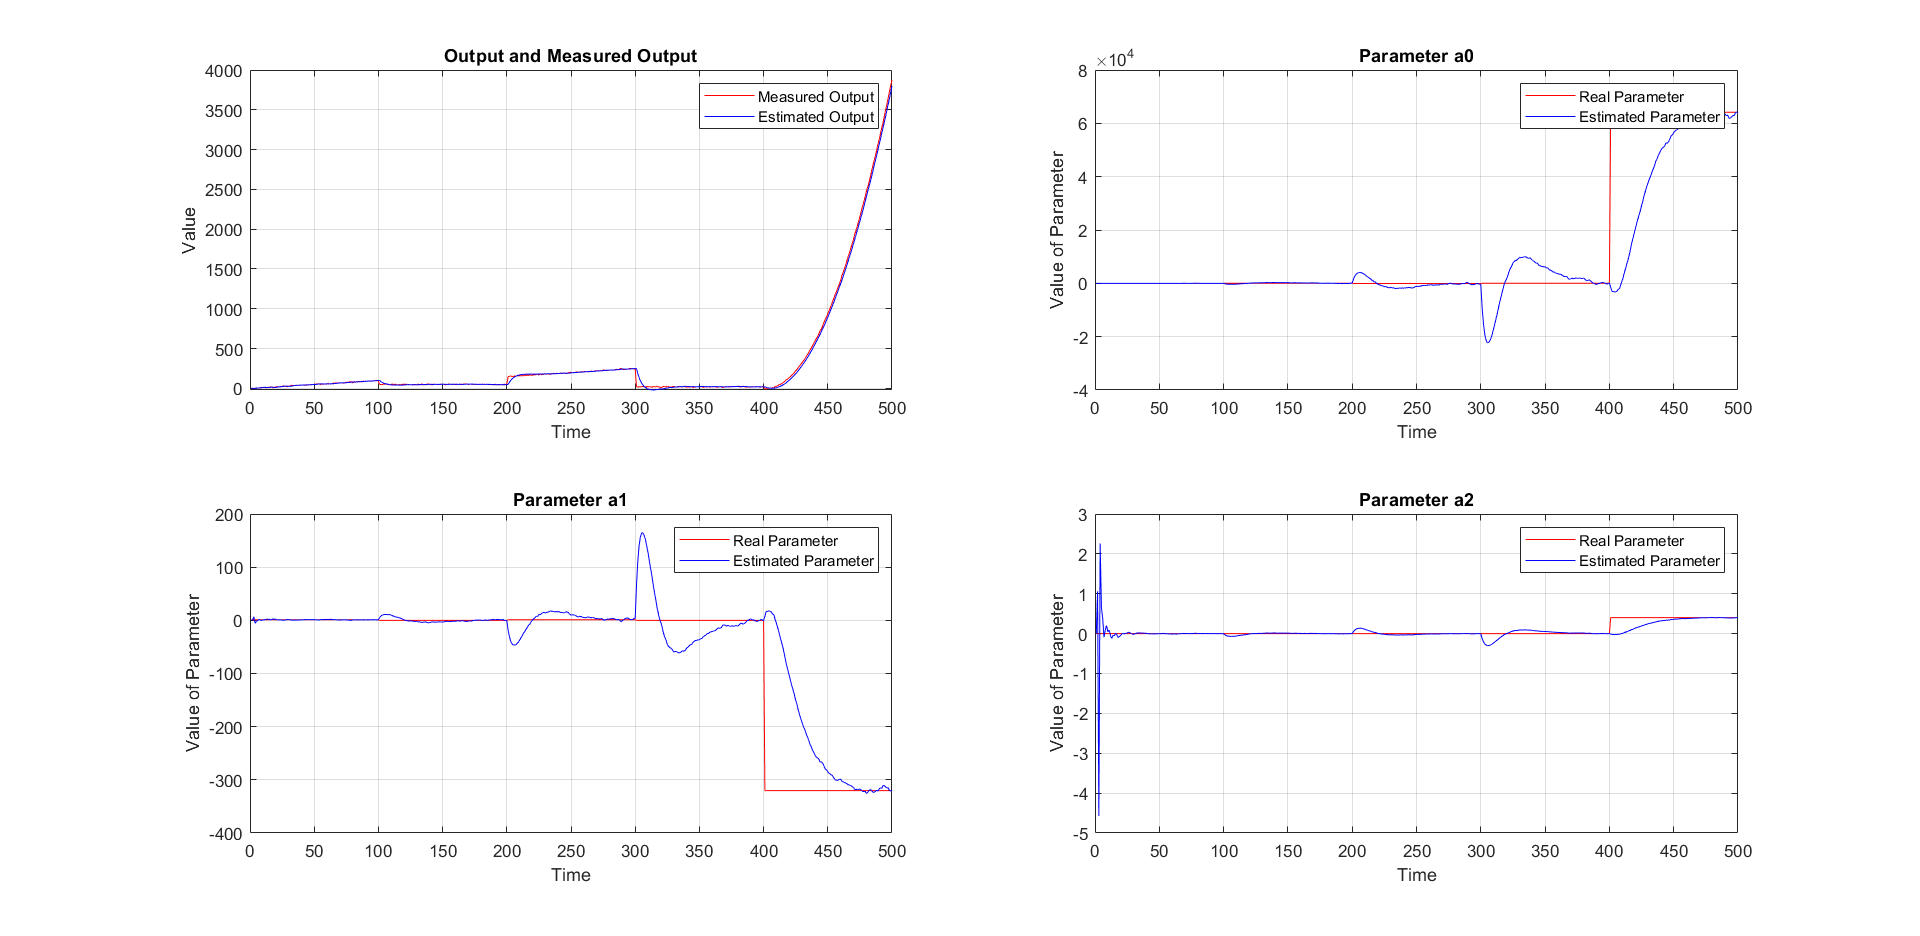 Output and Measured Output
4000
3500
3000
2500
2000
1500
1000
500
0
Value
0 50 100 150 200 250 300 350 400 450 500
Time
Measured Output
Estimated Output
Parameter a0
×10^4
8
6
4
2
0
-2
-4
Value of Parameter
0 50 100 150 200 250 300 350 400 450 500
Time
Real Parameter
Estimated Parameter
Parameter a1
200
100
0
-100
-200
-300
-400
Value of Parameter
0 50 100 150 200 250 300 350 400 450 500
Time
Real Parameter
Estimated Parameter
Parameter a2
3
2
1
0
-1
-2
-3
-4
-5
Value of Parameter
0 50 100 150 200 250 300 350 400 450 500
Time
Real Parameter
Estimated Parameter